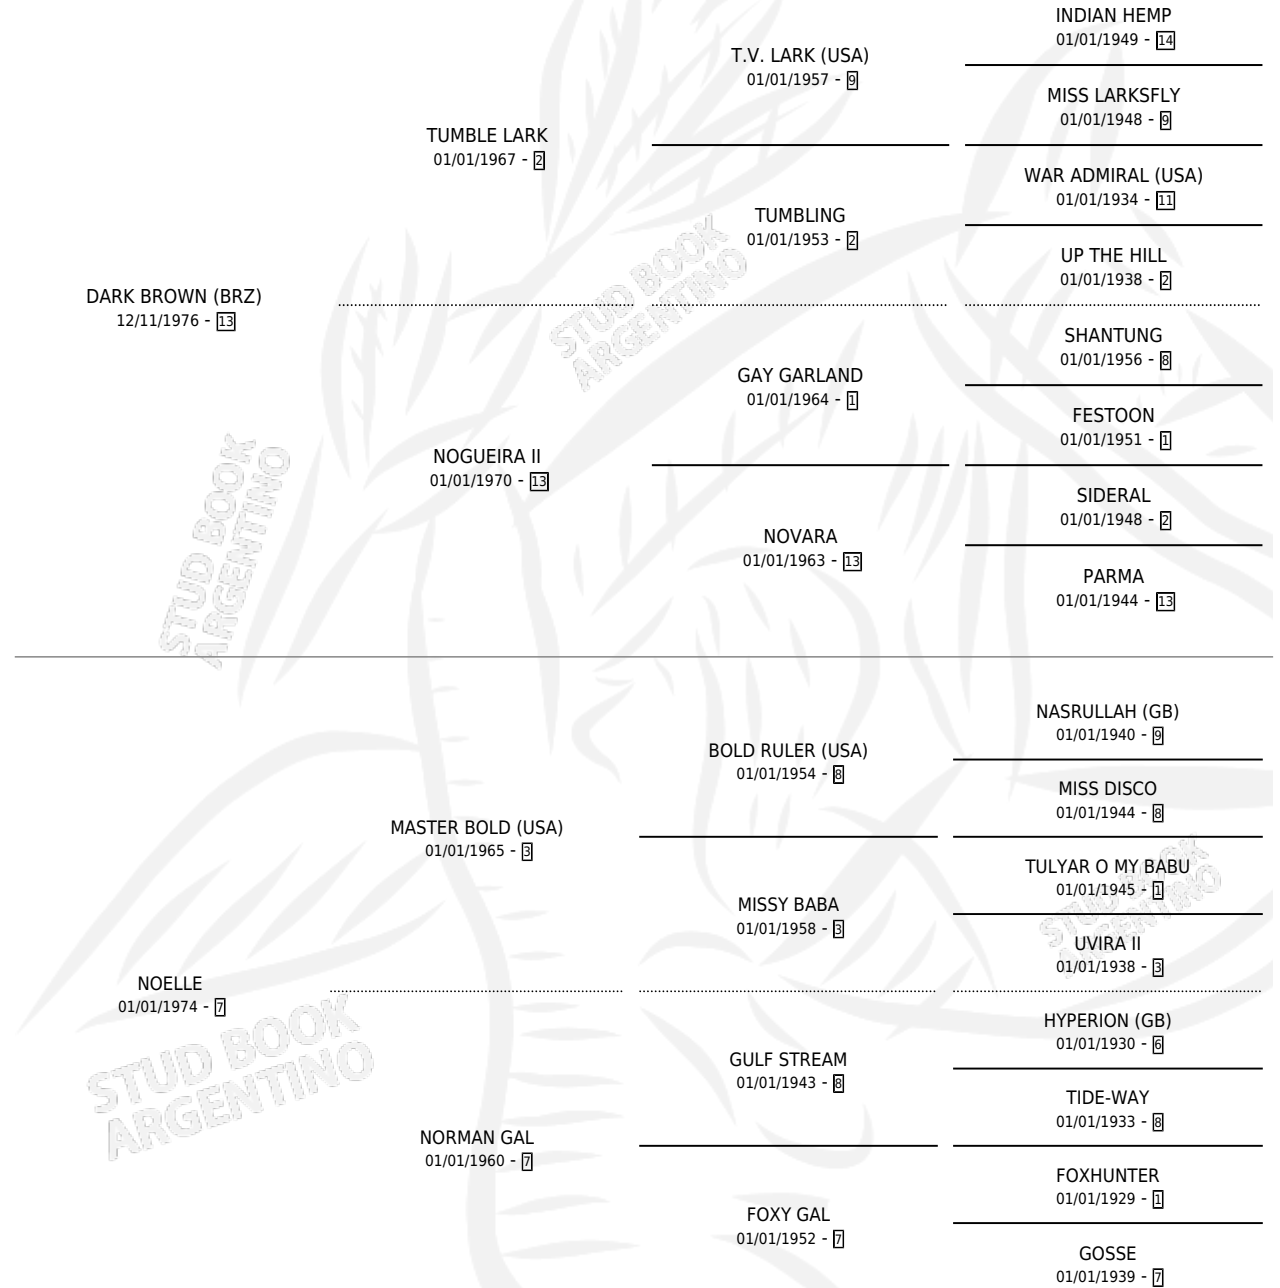 INDIAN HEMP
01/01/1949 - 14
T.V. LARK (USA)
01/01/1957 - 9
MISS LARKSFLY
01/01/1948 - 9
TUMBLE LARK
01/01/1967 - 2
WAR ADMIRAL (USA)
01/01/1934 - 11
TUMBLING
01/01/1953 - 2
UP THE HILL
01/01/1938 - 2
DARK BROWN (BRZ)
12/11/1976 - 13
SHANTUNG
01/01/1956 - 8
GAY GARLAND
01/01/1964 - 1
FESTOON
01/01/1951 - 1
NOGUEIRA II
01/01/1970 - 13
SIDERAL
01/01/1948 - 2
NOVARA
01/01/1963 - 13
PARMA
01/01/1944 - 13
NASRULLAH (GB)
01/01/1940 - 9
BOLD RULER (USA)
01/01/1954 - 8
MISS DISCO
01/01/1944 - 8
MASTER BOLD (USA)
01/01/1965 - 3
TULYAR O MY BABU
01/01/1945 - 1
MISSY BABA
01/01/1958 - 3
UVIRA II
01/01/1938 - 3
NOELLE
01/01/1974 - 7
HYPERION (GB)
01/01/1930 - 6
GULF STREAM
01/01/1943 - 8
TIDE-WAY
01/01/1933 - 8
NORMAN GAL
01/01/1960 - 7
FOXHUNTER
01/01/1929 - 1
FOXY GAL
01/01/1952 - 7
GOSSE
01/01/1939 - 7
STUD BOOK
ARGENTINO
STUD BOOK
ARGENTINO
STUD BOOK
ARGENTINO
STUD BOOK
ARGENTINO